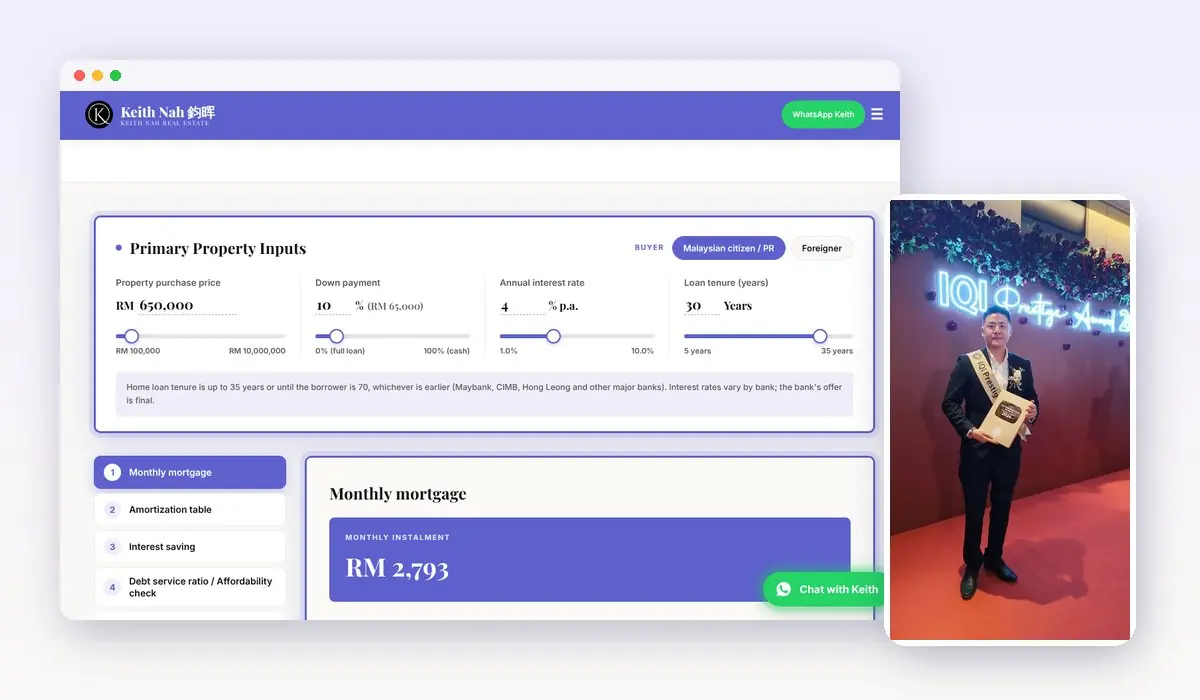 Keith Nah 鈞晖
KEITH NAH REAL ESTATE
WhatsApp Keith
Primary Property Inputs
BUYER
Malaysian citizen / PR
Foreigner
Property purchase price
RM 650,000
RM 100,000
RM 10,000,000
Down payment
10 % (RM 65,000)
0% (full loan)
100% (cash)
Annual interest rate
4 % p.a.
1.0%
10.0%
Loan tenure (years)
30 Years
5 years
35 years
Home loan tenure is up to 35 years or until the borrower is 70, whichever is earlier (Maybank, CIMB, Hong Leong and other major banks). Interest rates vary by bank; the bank's offer
is final.
1 Monthly mortgage
2 Amortization table
3 Interest saving
4 Debt service ratio / Affordability
check
Monthly mortgage
MONTHLY INSTALMENT
RM 2,793
Chat with Keith
IQI Prestige Award
IQI Prestig